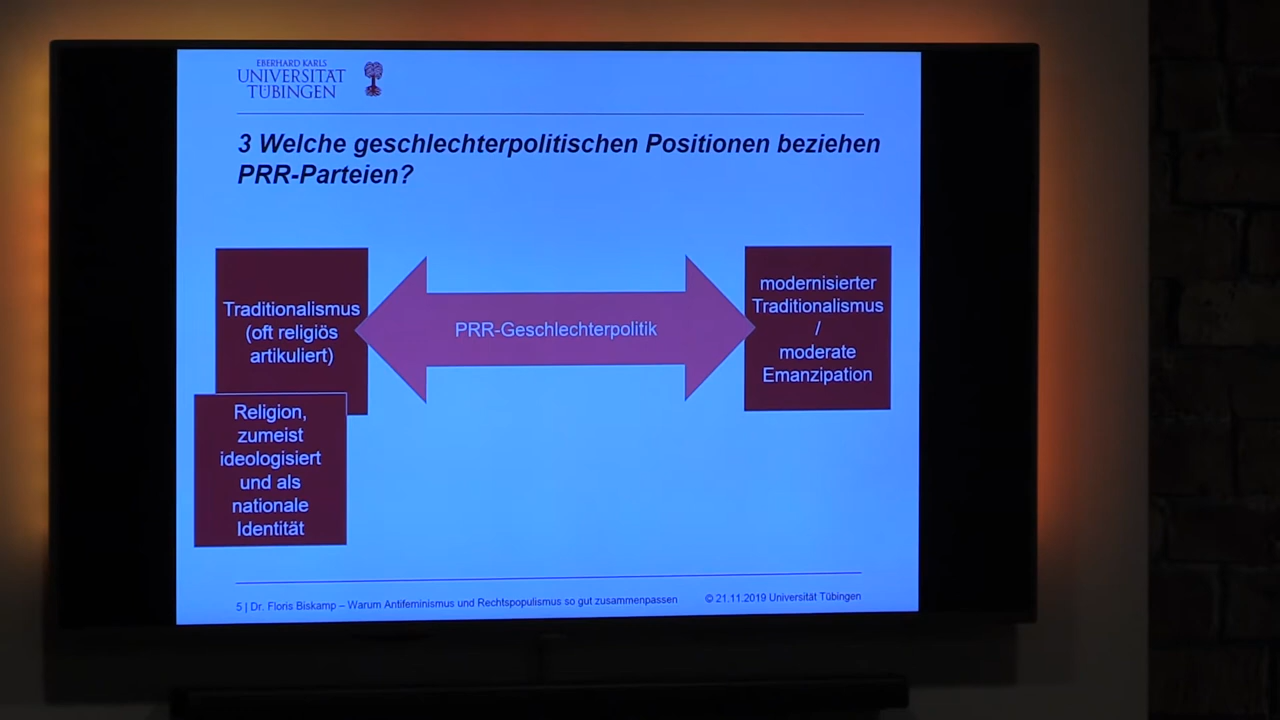 EBERHARD KARLS
UNIVERSITÄT
TÜBINGEN
3 Welche geschlechterpolitischen Positionen beziehen
PRR-Parteien?
Traditionalismus
(oft religiös
artikuliert)
PRR-Geschlechterpolitik
modernisierter
Traditionalismus
/
moderate
Emanzipation
Religion,
zumeist
ideologisiert
und als
nationale
Identität
5 | Dr. Floris Biskamp – Warum Antifeminismus und Rechtspopulismus so gut zusammenpassen
© 21.11.2019 Universität Tübingen